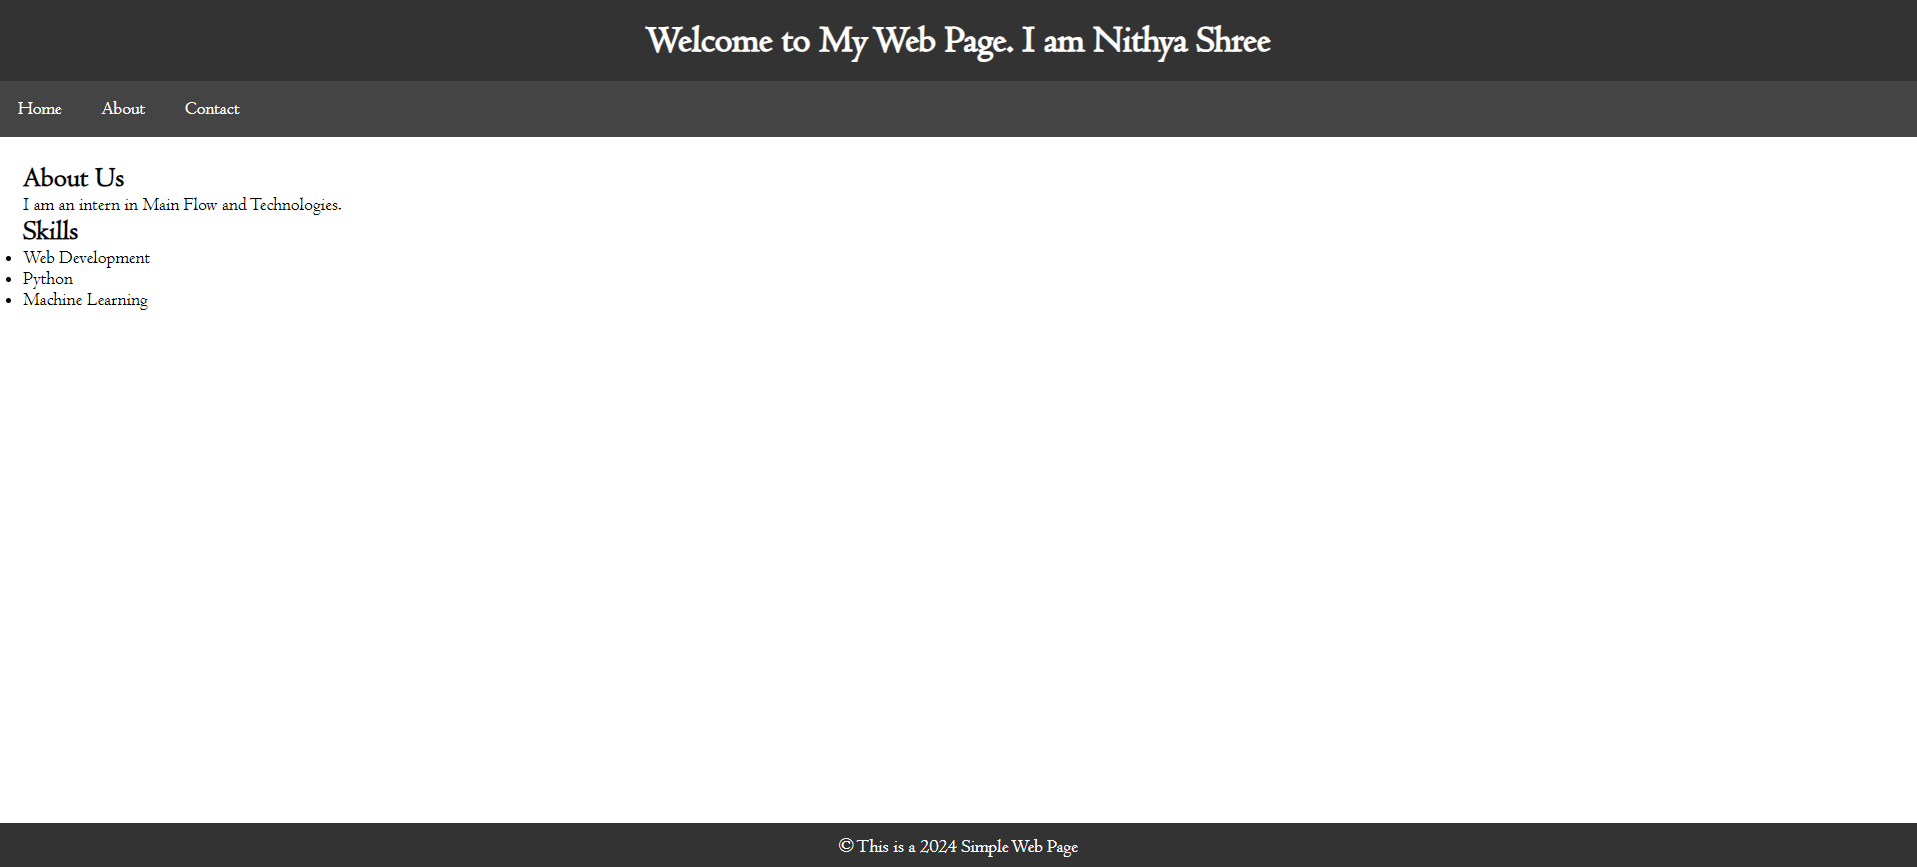 Welcome to My Web Page. I am Nithya Shree
Home About Contact
About Us
I am an intern in Main Flow and Technologies.
Skills
• Web Development
• Python
• Machine Learning
© This is a 2024 Simple Web Page